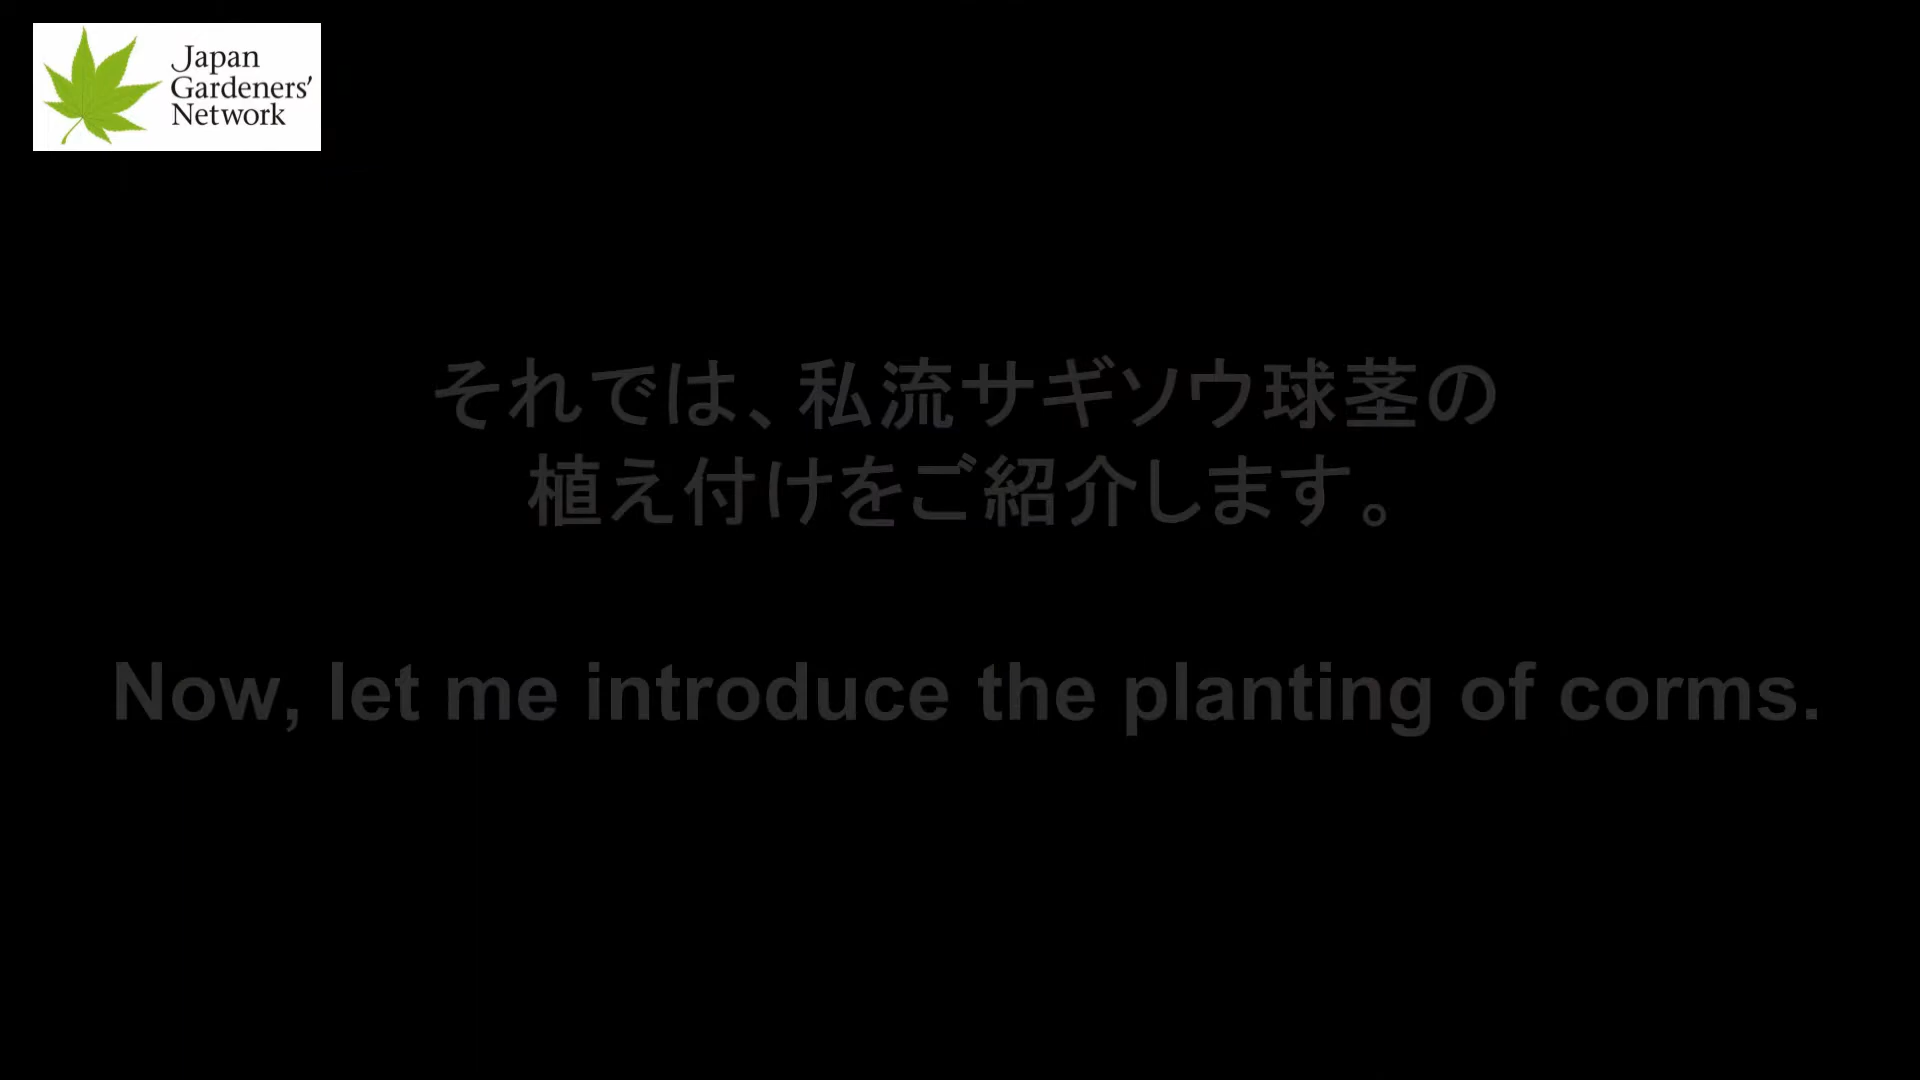 Japan
Gardeners’
Network
それでは、私流サギソウ球茎の
植え付けをご紹介します。
Now, let me introduce the planting of corms.